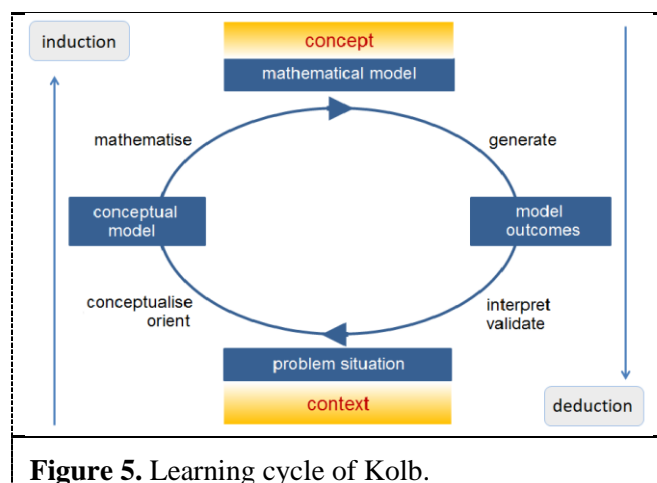 induction
concept
mathematical model
mathematise
generate
conceptual
model
model
outcomes
conceptualise
orient
interpret
validate
problem situation
context
deduction
Figure 5. Learning cycle of Kolb.